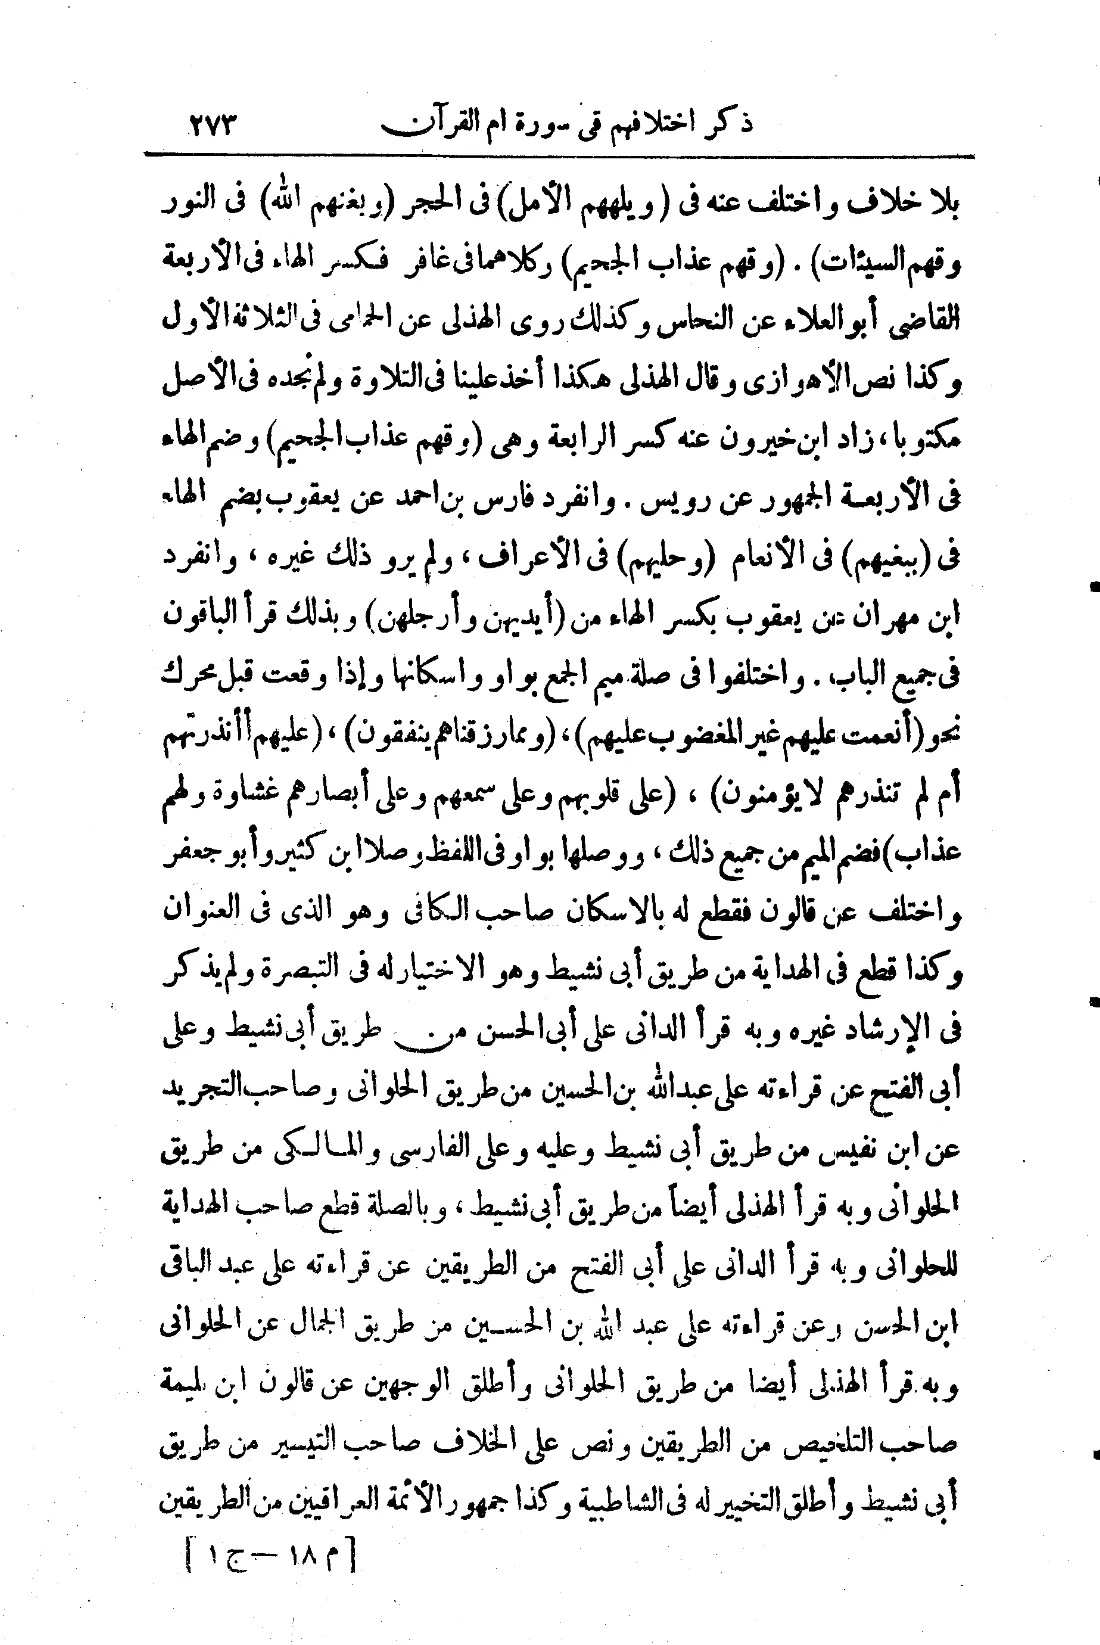 ذكر اختلافهم فى سورة ام القرآن ٢٧٣
بلا خلاف واختلف عنه فى (ويلههم الأمل) فى الحجر (ويغنهم الله) فى النور
وقهم السيئات) . (وقهم عذاب الجحيم) وكلاهما فى غافر فكسر الهاء فى الأربعة
القاضى أبو العلاء عن النحاس وكذلك روى الهذلى عن الحمامى فى الثلاثة الأول
وكذا نص الأهوازى وقال الهذلى هكذا أخذ علينا فى التلاوة ولم نجده فى الأصل
مكتوبا، زاد ابن خيرون عنه كسر الرابعة وهى (وقهم عذاب الجحيم) وضم الهاء
فى الأربعة الجمهور عن رويس . وانفرد فارس بن احمد عن يعقوب بضم الهاء
فى (ببغيهم) فى الأنعام (وحليهم) فى الأعراف ، ولم يرو ذلك غيره ، وانفرد
ابن مهران عن يعقوب بكسر الهاء من (أيديهن وأرجلهن) وبذلك قرأ الباقون
فى جميع الباب . واختلفوا فى صلة ميم الجمع بواو واسكانها وإذا وقعت قبل محرك
نحو (أنعمت عليهم غير المغضوب عليهم) ، (ومما رزقناهم ينفقون) ، (عليهم أأنذرتهم
أم لم تنذرهم لا يؤمنون) ، (على قلوبهم وعلى سمعهم وعلى أبصارهم غشاوة ولهم
عذاب) فضم الميم من جميع ذلك ، ووصلها بواو فى اللفظ وصلا ابن كثير وأبو جعفر
واختلف عن قالون فقطع له بالاسكان صاحب الكافى وهو الذى فى العنوان
وكذا قطع فى الهداية من طريق أبى نشيط وهو الاختيار له فى التبصرة ولم يذكر
فى الإرشاد غيره وبه قرأ الدانى على أبى الحسن من طريق أبى نشيط وعلى
أبى الفتح عن قراءته على عبد الله بن الحسين من طريق الحلوانى وصاحب التجريد
عن ابن نفيس من طريق أبى نشيط وعليه وعلى الفارسى والمالكى من طريق
الحلوانى وبه قرأ الهذلى أيضاً من طريق أبى نشيط ، وبالصلة قطع صاحب الهداية
للحلوانى وبه قرأ الدانى على أبى الفتح من الطريقين عن قراءته على عبد الباقى
ابن الحسن وعن قراءته على عبد الله بن الحسين من طريق الجمال عن الحلوانى
وبه قرأ الهذلى أيضا من طريق الحلوانى وأطلق الوجهين عن قالون ابن بليمة
صاحب التلخيص من الطريقين ونص على الخلاف صاحب التيسير من طريق
أبى نشيط وأطلق التخيير له فى الشاطبية وكذا جمهور الأئمة العراقيين من الطريقين
[م ١٨ — ج ١]